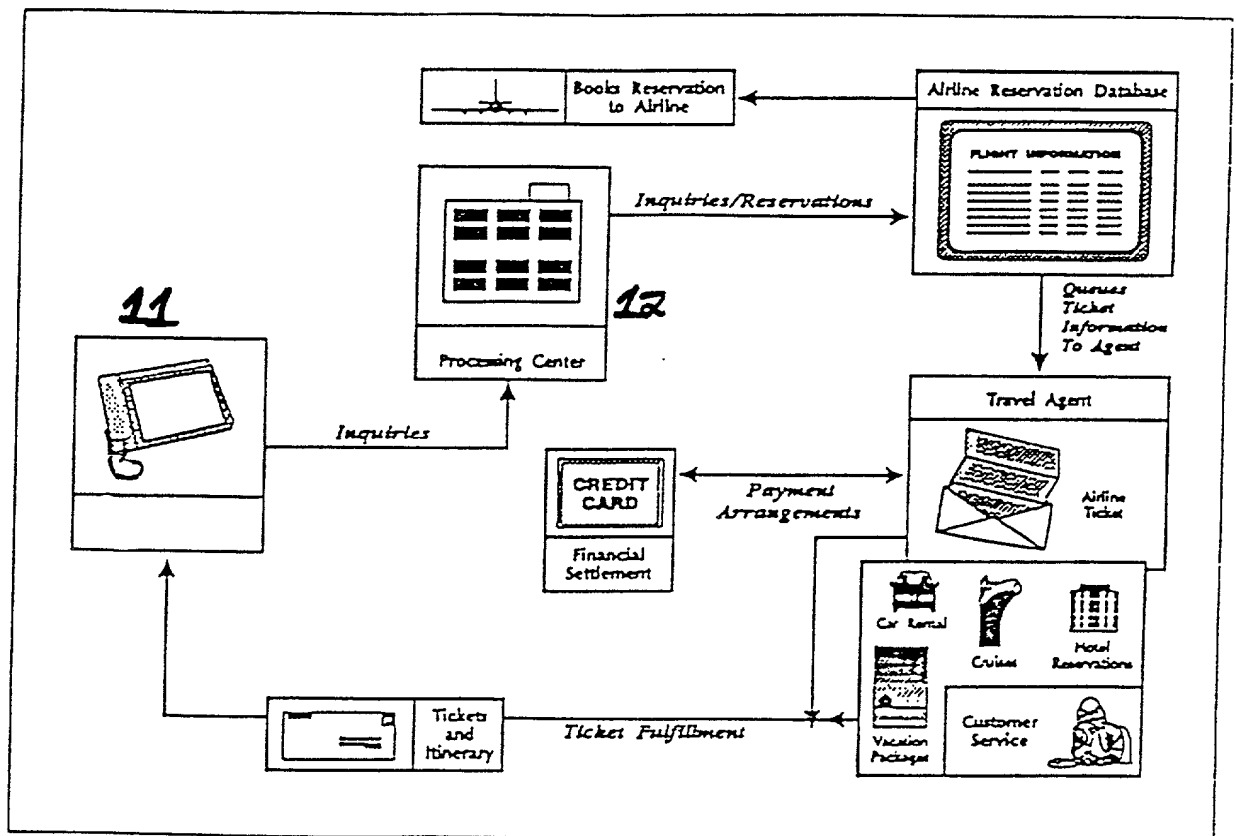 Books Reservation
to Airline
Airline Reservation Database
FLIGHT INFORMATION
Inquiries/Reservations
11
12
Processing Center
Queues
Ticket
Information
To Agent
Travel Agent
Inquiries
CREDIT
CARD
Payment
Arrangements
Airline
Ticket
Financial
Settlement
Car Rental
Cruises
Hotel
Reservations
Tickets
and
Itinerary
Ticket Fulfillment
Vacation
Packages
Customer
Service